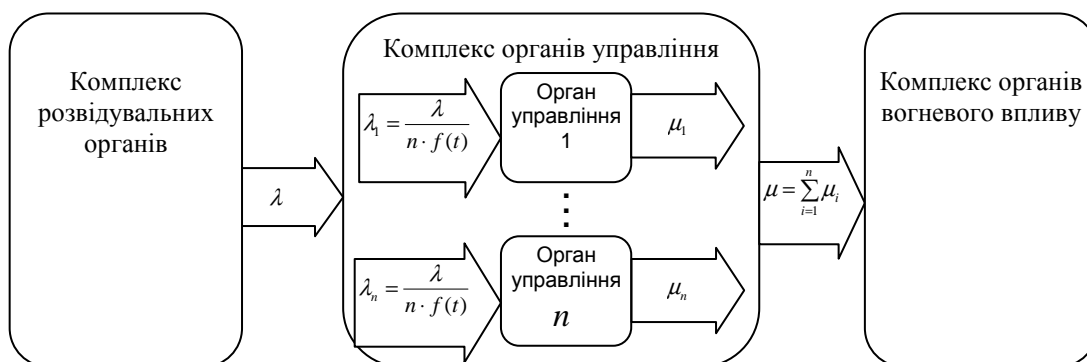 Комплекс
розвідувальних
органів
λ
Комплекс органів управління
λ₁ = λ / (n · f(t))
Орган
управління
1
μ₁
⋮
λₙ = λ / (n · f(t))
Орган
управління
n
μₙ
μ = ∑ᵢ₌₁ⁿ μᵢ
Комплекс органів
вогневого впливу